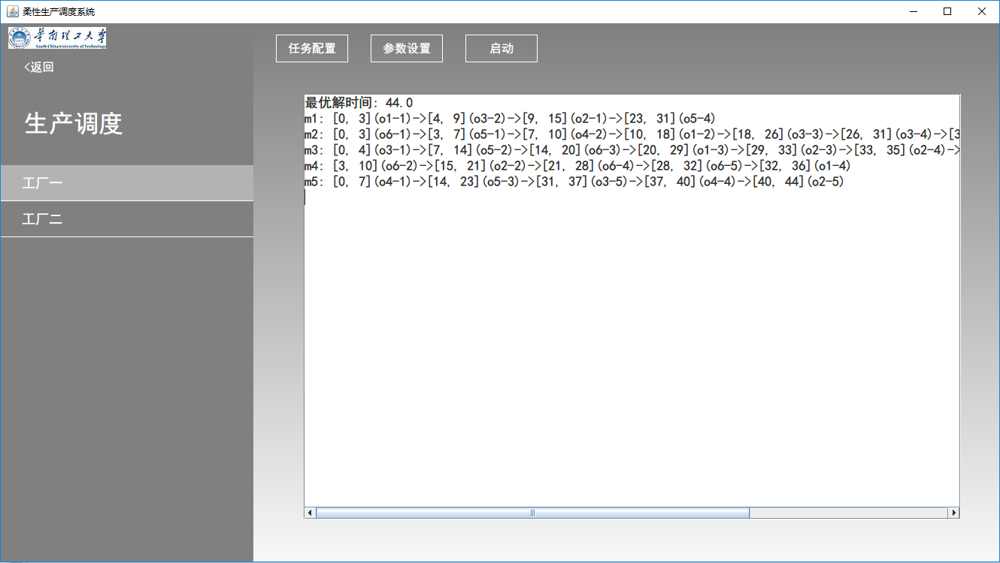 柔性生产调度系统
华南理工大学
South China University of Technology
<返回
生产调度
工厂一
工厂二
任务配置 参数设置 启动
最优解时间: 44.0
m1: [0, 3](o1-1)->[4, 9](o3-2)->[9, 15](o2-1)->[23, 31](o5-4)
m2: [0, 3](o6-1)->[3, 7](o5-1)->[7, 10](o4-2)->[10, 18](o1-2)->[18, 26](o3-3)->[26, 31](o3-4)->[3
m3: [0, 4](o3-1)->[7, 14](o5-2)->[14, 20](o6-3)->[20, 29](o1-3)->[29, 33](o2-3)->[33, 35](o2-4)->
m4: [3, 10](o6-2)->[15, 21](o2-2)->[21, 28](o6-4)->[28, 32](o6-5)->[32, 36](o1-4)
m5: [0, 7](o4-1)->[14, 23](o5-3)->[31, 37](o3-5)->[37, 40](o4-4)->[40, 44](o2-5)